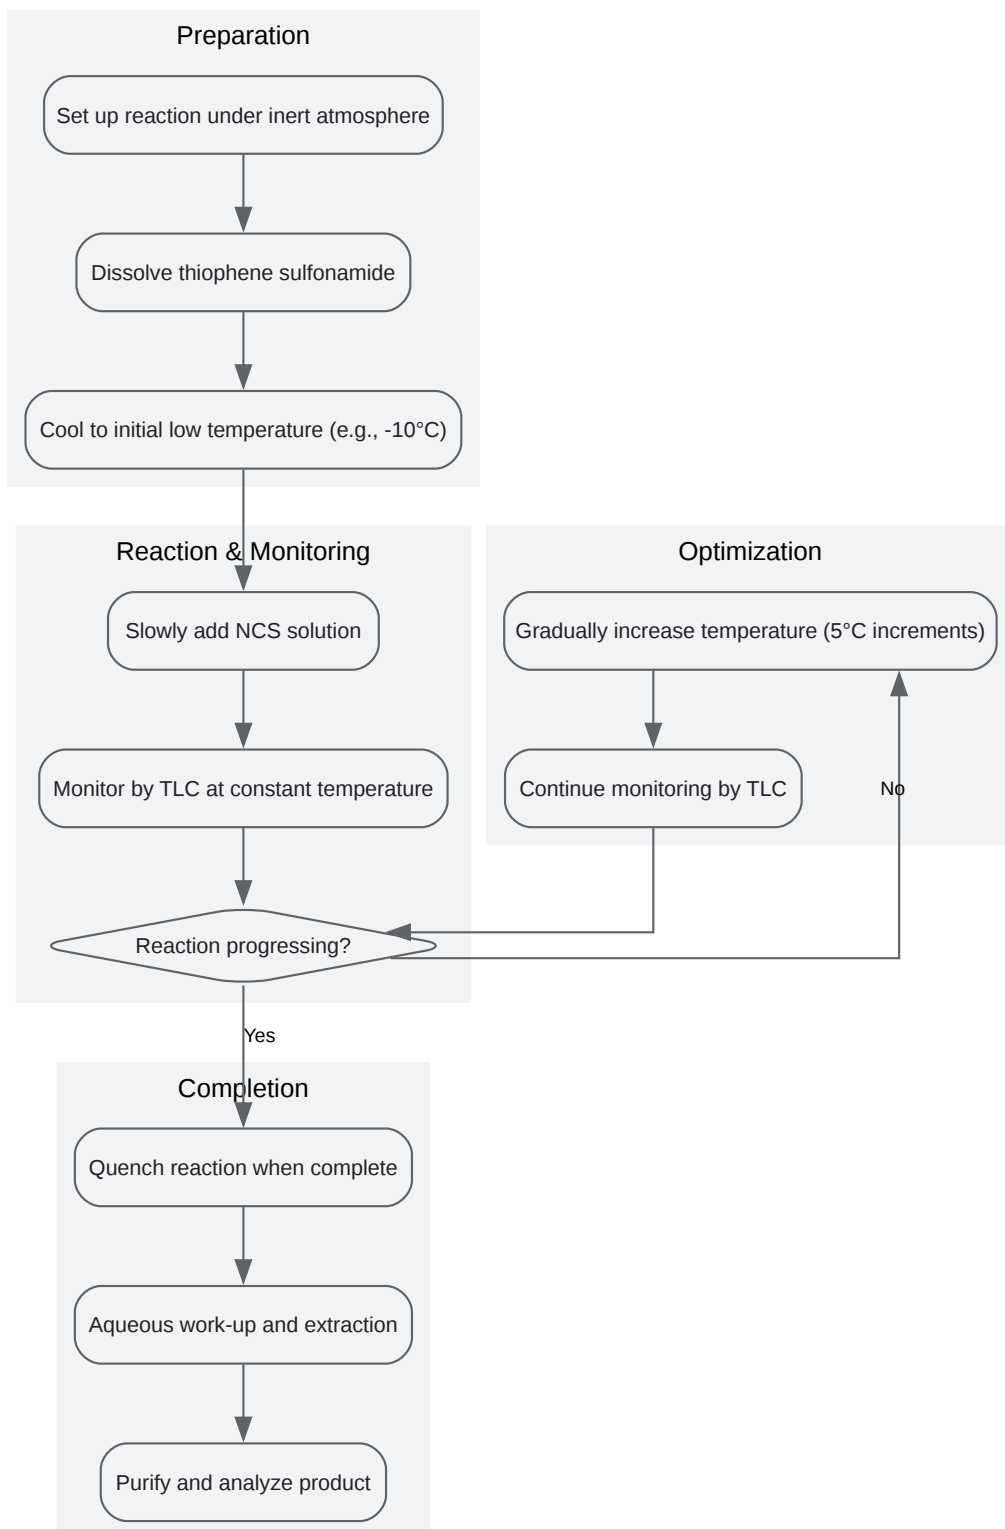 Preparation
Set up reaction under inert atmosphere
Dissolve thiophene sulfonamide
Cool to initial low temperature (e.g., -10°C)
Reaction & Monitoring
Slowly add NCS solution
Monitor by TLC at constant temperature
Reaction progressing?
Optimization
Gradually increase temperature (5°C increments)
Continue monitoring by TLC
No
Yes
Completion
Quench reaction when complete
Aqueous work-up and extraction
Purify and analyze product